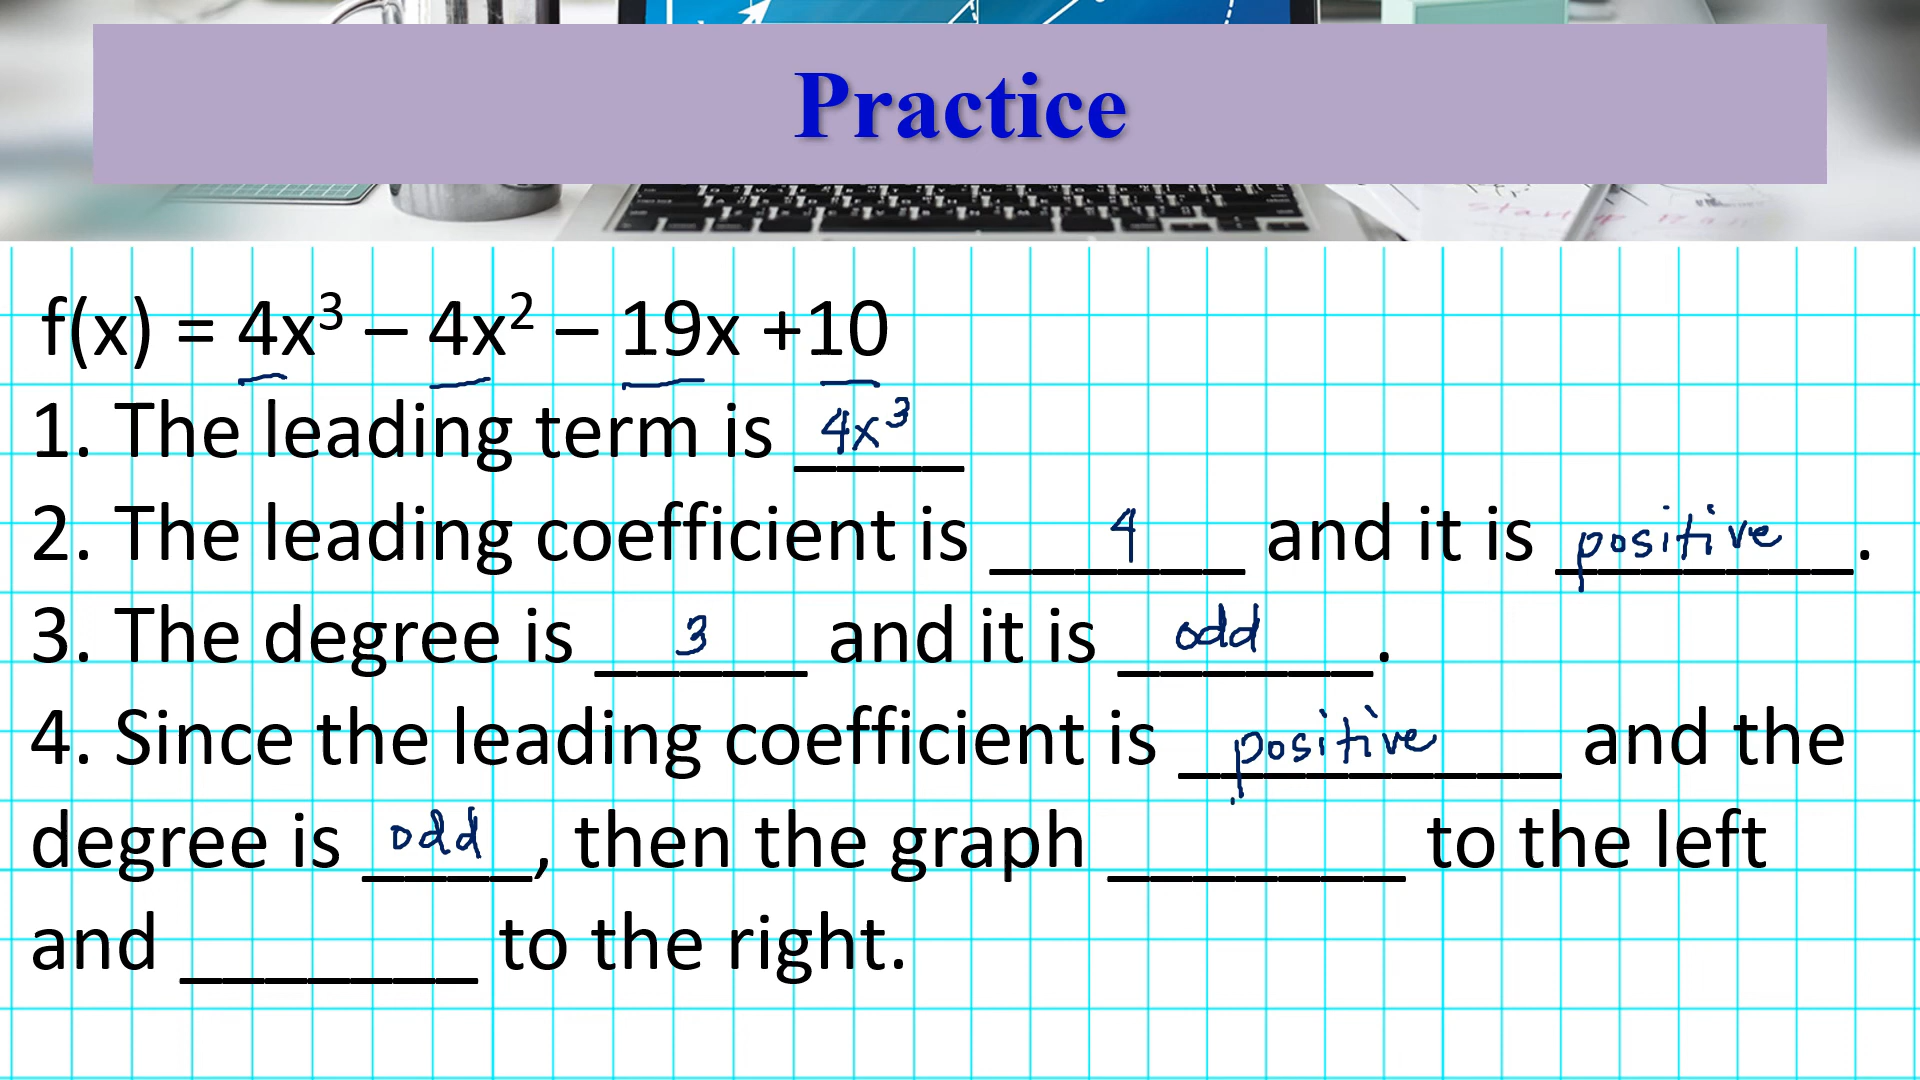 Practice
f(x) = 4x³ – 4x² – 19x +10
1. The leading term is 4x³
2. The leading coefficient is 4 and it is positive.
3. The degree is 3 and it is odd.
4. Since the leading coefficient is positive and the
degree is odd, then the graph _______ to the left
and _______ to the right.